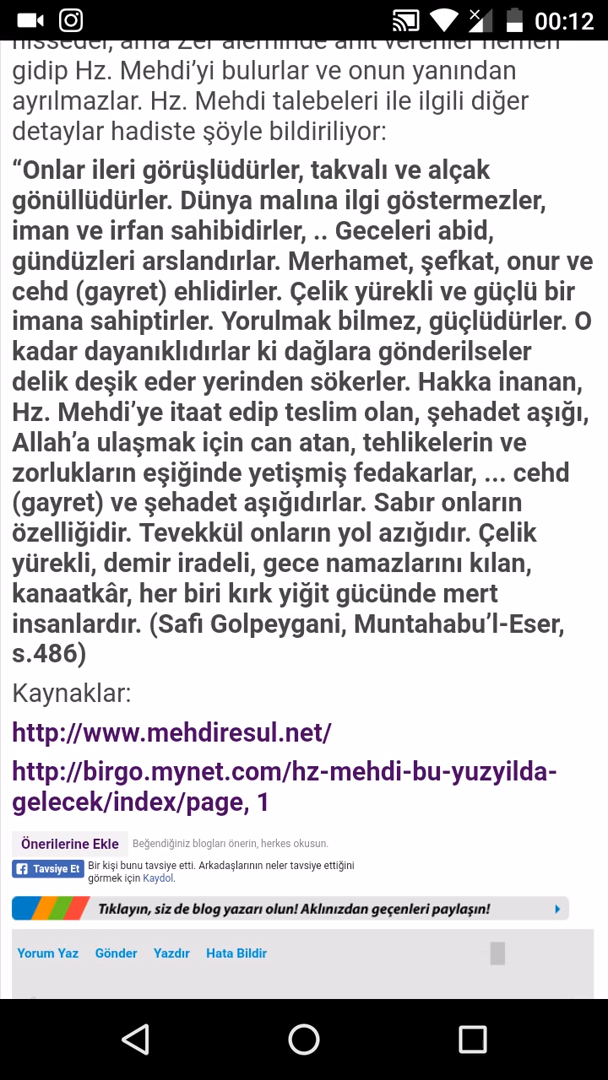 00:12
hisseder, ama Zer aleminde ahit verenler hemen
gidip Hz. Mehdi’yi bulurlar ve onun yanından
ayrılmazlar. Hz. Mehdi talebeleri ile ilgili diğer
detaylar hadiste şöyle bildiriliyor:
“Onlar ileri görüşlüdürler, takvalı ve alçak
gönüllüdürler. Dünya malına ilgi göstermezler,
iman ve irfan sahibidirler, .. Geceleri abid,
gündüzleri arslandırlar. Merhamet, şefkat, onur ve
cehd (gayret) ehlidirler. Çelik yürekli ve güçlü bir
imana sahiptirler. Yorulmak bilmez, güçlüdürler. O
kadar dayanıklıdırlar ki dağlara gönderilseler
delik deşik eder yerinden sökerler. Hakka inanan,
Hz. Mehdi’ye itaat edip teslim olan, şehadet aşığı,
Allah’a ulaşmak için can atan, tehlikelerin ve
zorlukların eşiğinde yetişmiş fedakarlar, ... cehd
(gayret) ve şehadet aşığıdırlar. Sabır onların
özelliğidir. Tevekkül onların yol azığıdır. Çelik
yürekli, demir iradeli, gece namazlarını kılan,
kanaatkâr, her biri kırk yiğit gücünde mert
insanlardır. (Safi Golpeygani, Muntahabu’l-Eser,
s.486)
Kaynaklar:
http://www.mehdiresul.net/
http://birgo.mynet.com/hz-mehdi-bu-yuzyilda-
gelecek/index/page, 1
Önerilerine Ekle Beğendiğiniz blogları önerin, herkes okusun.
Tavsiye Et Bir kişi bunu tavsiye etti. Arkadaşlarının neler tavsiye ettiğini
görmek için Kaydol.
Tıklayın, siz de blog yazarı olun! Aklınızdan geçenleri paylaşın!
Yorum Yaz Gönder Yazdır Hata Bildir